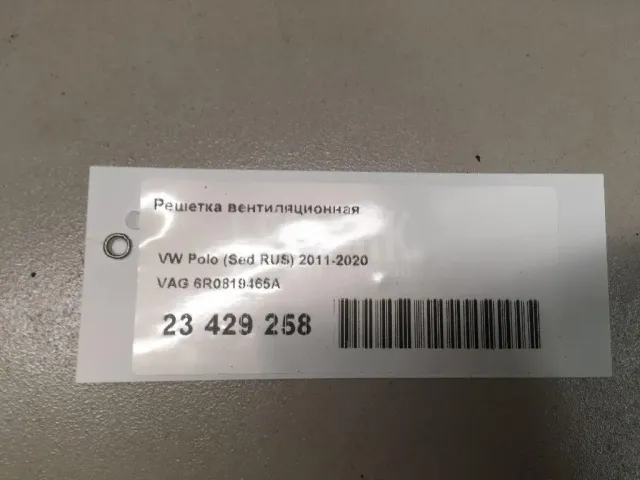 Решетка вентиляционная
VW Polo (Sed RUS) 2011-2020
VAG 6R0819465A
23 429 258